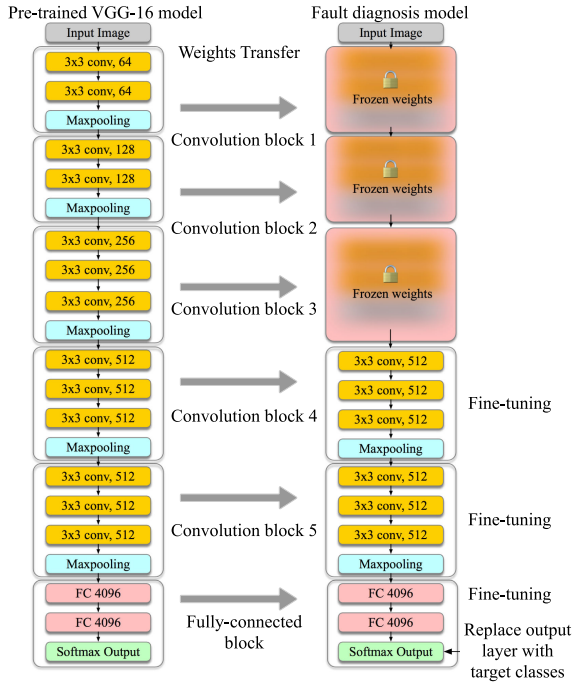 Pre-trained VGG-16 model
Input Image
3x3 conv, 64
3x3 conv, 64
Maxpooling
3x3 conv, 128
3x3 conv, 128
Maxpooling
3x3 conv, 256
3x3 conv, 256
3x3 conv, 256
Maxpooling
3x3 conv, 512
3x3 conv, 512
3x3 conv, 512
Maxpooling
3x3 conv, 512
3x3 conv, 512
3x3 conv, 512
Maxpooling
FC 4096
FC 4096
Softmax Output
Weights Transfer
Convolution block 1
Convolution block 2
Convolution block 3
Convolution block 4
Convolution block 5
Fully-connected
block
Fault diagnosis model
Input Image
Frozen weights
Frozen weights
Frozen weights
3x3 conv, 512
3x3 conv, 512
3x3 conv, 512
Maxpooling
3x3 conv, 512
3x3 conv, 512
3x3 conv, 512
Maxpooling
FC 4096
FC 4096
Softmax Output
Fine-tuning
Fine-tuning
Fine-tuning
Replace output
layer with
target classes